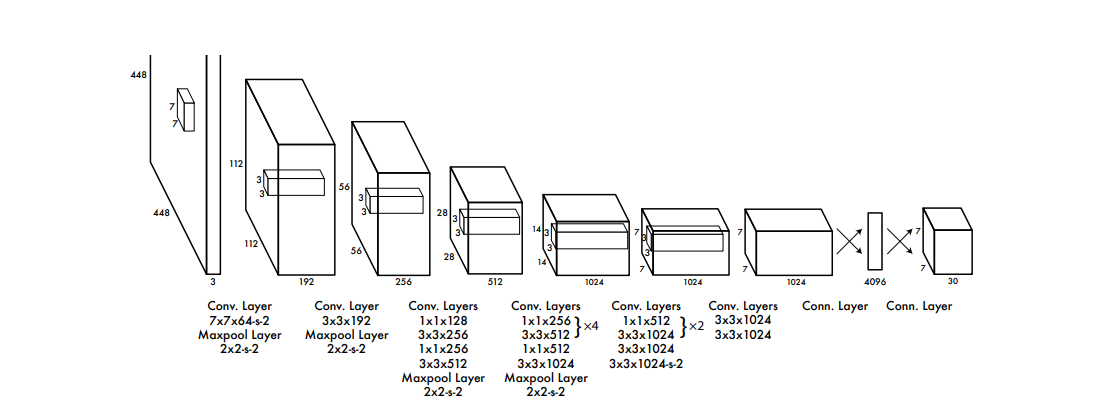 448
7
7
448
3
112
3
3
112
192
56
3
3
56
256
28
3
3
28
512
14
3
3
14
1024
7
3
3
7
1024
7
7
1024
4096
7
7
30
Conv. Layer
7x7x64-s-2
Maxpool Layer
2x2-s-2
Conv. Layer
3x3x192
Maxpool Layer
2x2-s-2
Conv. Layers
1x1x128
3x3x256
1x1x256
3x3x512
Maxpool Layer
2x2-s-2
Conv. Layers
1x1x256
3x3x512 }×4
1x1x512
3x3x1024
Maxpool Layer
2x2-s-2
Conv. Layers
1x1x512
3x3x1024 }×2
3x3x1024
3x3x1024-s-2
Conv. Layers
3x3x1024
3x3x1024
Conn. Layer
Conn. Layer